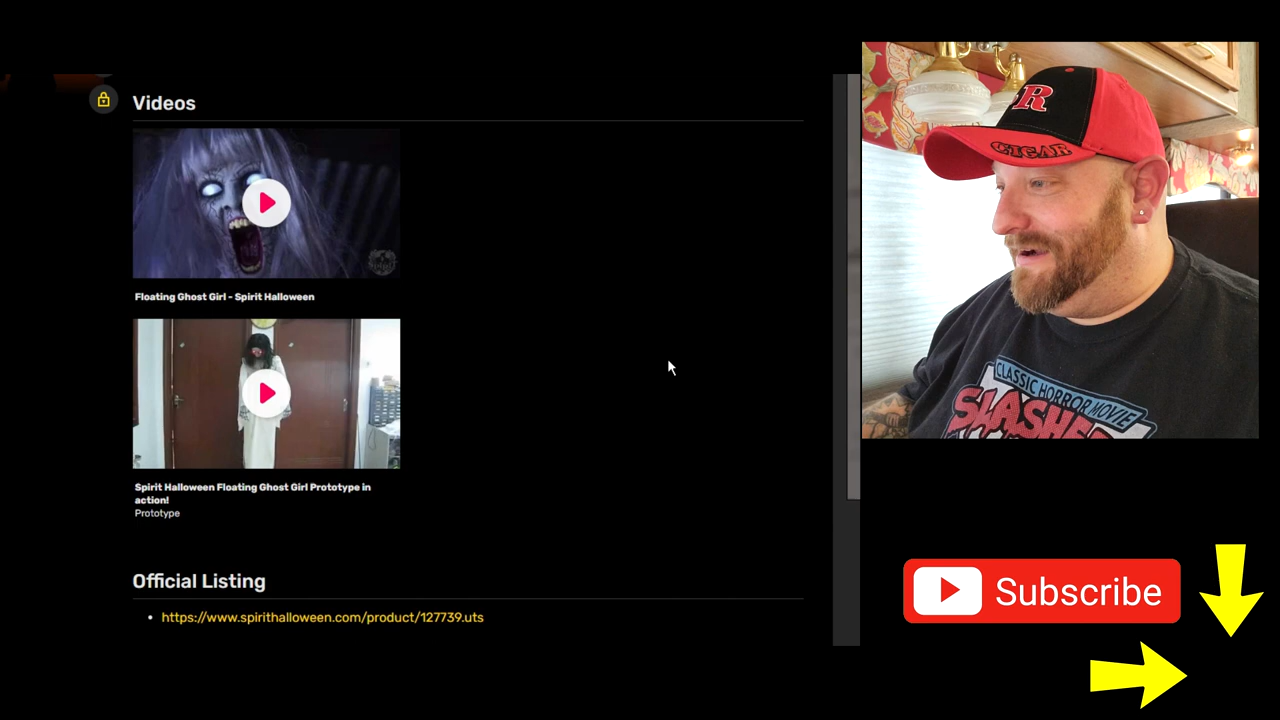 Videos
Floating Ghost Girl - Spirit Halloween
Spirit Halloween Floating Ghost Girl Prototype in
action!
Prototype
Official Listing
https://www.spirithalloween.com/product/127739.uts
R
CIGAR
CLASSIC HORROR MOVIE
Subscribe